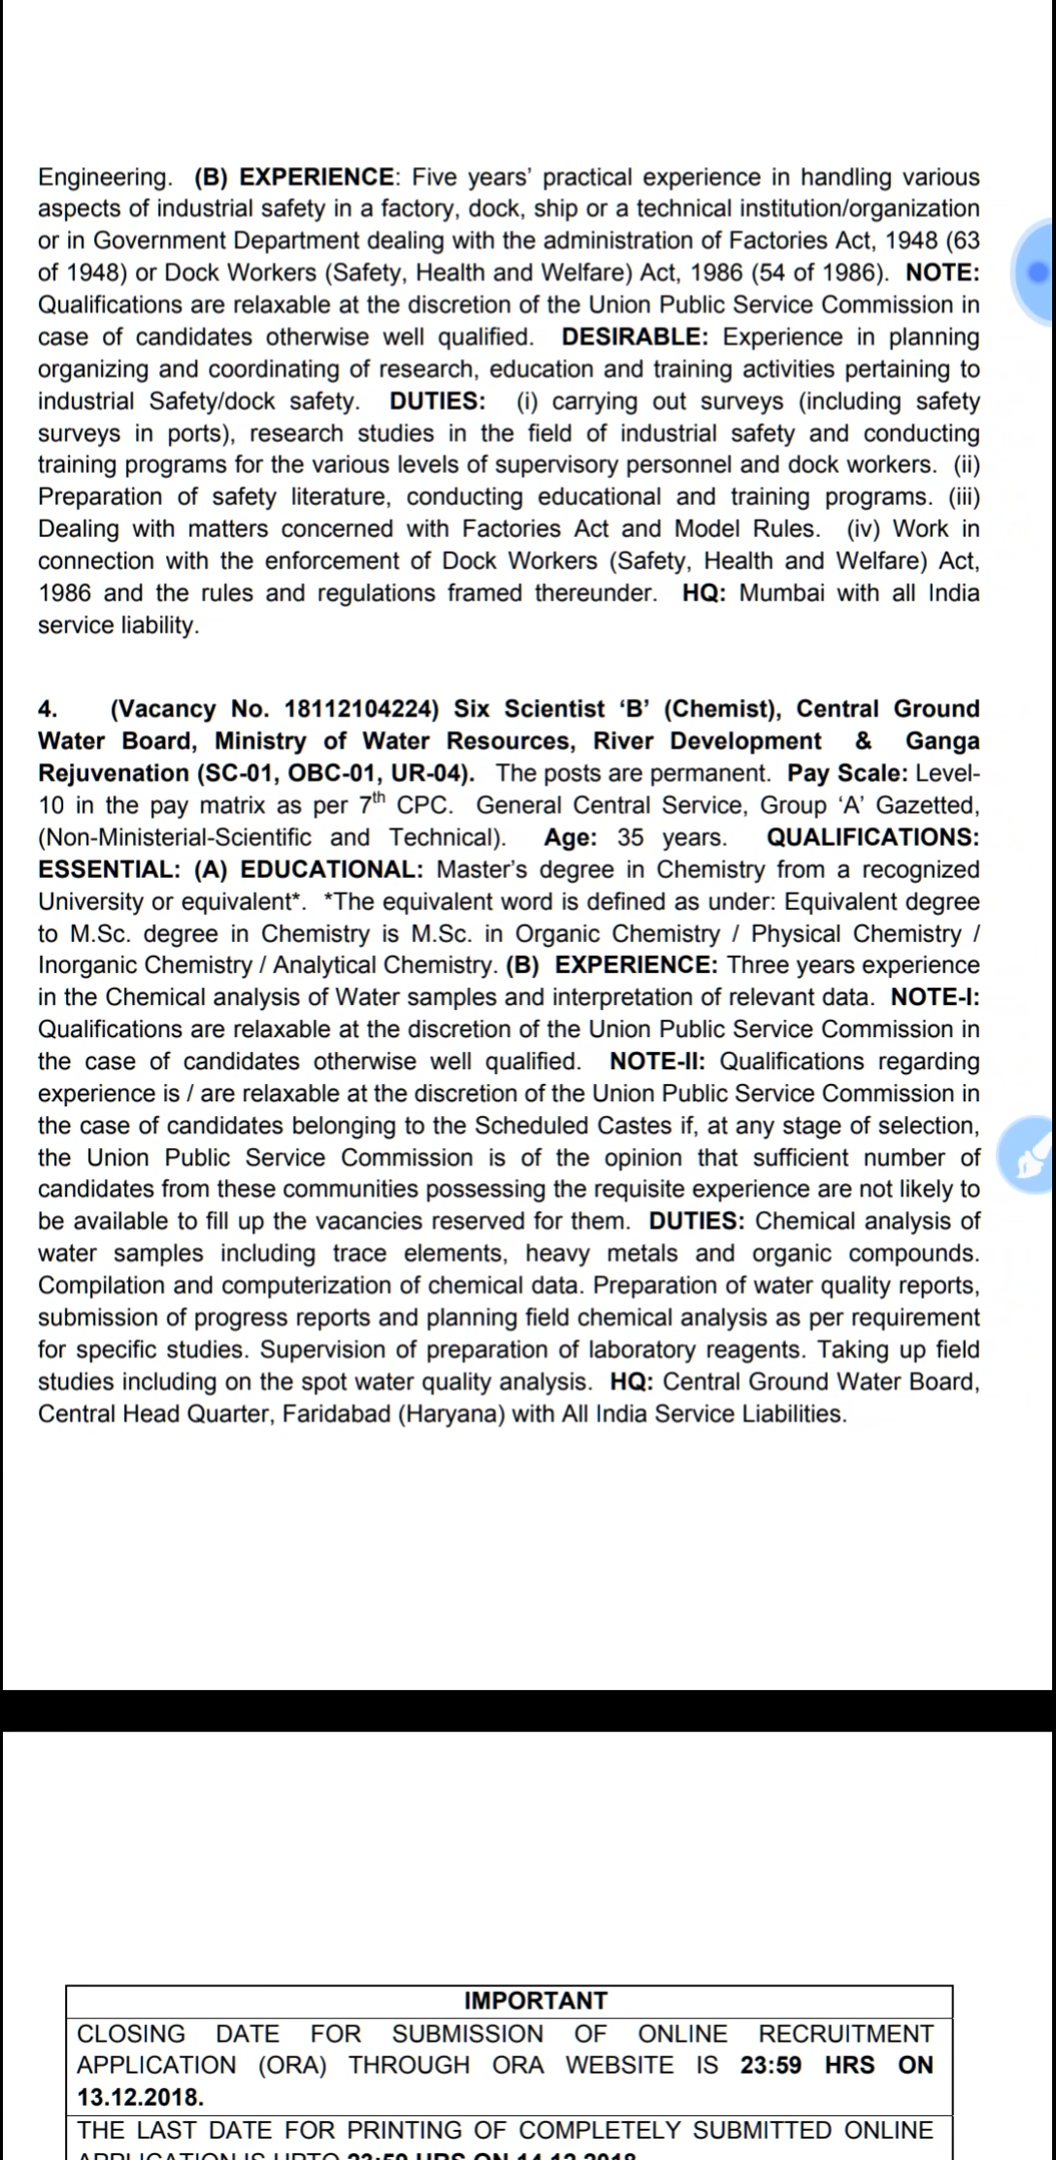 Engineering. (B) EXPERIENCE: Five years’ practical experience in handling various
aspects of industrial safety in a factory, dock, ship or a technical institution/organization
or in Government Department dealing with the administration of Factories Act, 1948 (63
of 1948) or Dock Workers (Safety, Health and Welfare) Act, 1986 (54 of 1986). NOTE:
Qualifications are relaxable at the discretion of the Union Public Service Commission in
case of candidates otherwise well qualified. DESIRABLE: Experience in planning
organizing and coordinating of research, education and training activities pertaining to
industrial Safety/dock safety. DUTIES: (i) carrying out surveys (including safety
surveys in ports), research studies in the field of industrial safety and conducting
training programs for the various levels of supervisory personnel and dock workers. (ii)
Preparation of safety literature, conducting educational and training programs. (iii)
Dealing with matters concerned with Factories Act and Model Rules. (iv) Work in
connection with the enforcement of Dock Workers (Safety, Health and Welfare) Act,
1986 and the rules and regulations framed thereunder. HQ: Mumbai with all India
service liability.
4. (Vacancy No. 18112104224) Six Scientist ‘B’ (Chemist), Central Ground
Water Board, Ministry of Water Resources, River Development & Ganga
Rejuvenation (SC-01, OBC-01, UR-04). The posts are permanent. Pay Scale: Level-
10 in the pay matrix as per 7th CPC. General Central Service, Group ‘A’ Gazetted,
(Non-Ministerial-Scientific and Technical). Age: 35 years. QUALIFICATIONS:
ESSENTIAL: (A) EDUCATIONAL: Master’s degree in Chemistry from a recognized
University or equivalent*. *The equivalent word is defined as under: Equivalent degree
to M.Sc. degree in Chemistry is M.Sc. in Organic Chemistry / Physical Chemistry /
Inorganic Chemistry / Analytical Chemistry. (B) EXPERIENCE: Three years experience
in the Chemical analysis of Water samples and interpretation of relevant data. NOTE-I:
Qualifications are relaxable at the discretion of the Union Public Service Commission in
the case of candidates otherwise well qualified. NOTE-II: Qualifications regarding
experience is / are relaxable at the discretion of the Union Public Service Commission in
the case of candidates belonging to the Scheduled Castes if, at any stage of selection,
the Union Public Service Commission is of the opinion that sufficient number of
candidates from these communities possessing the requisite experience are not likely to
be available to fill up the vacancies reserved for them. DUTIES: Chemical analysis of
water samples including trace elements, heavy metals and organic compounds.
Compilation and computerization of chemical data. Preparation of water quality reports,
submission of progress reports and planning field chemical analysis as per requirement
for specific studies. Supervision of preparation of laboratory reagents. Taking up field
studies including on the spot water quality analysis. HQ: Central Ground Water Board,
Central Head Quarter, Faridabad (Haryana) with All India Service Liabilities.
IMPORTANT
CLOSING DATE FOR SUBMISSION OF ONLINE RECRUITMENT
APPLICATION (ORA) THROUGH ORA WEBSITE IS 23:59 HRS ON
13.12.2018.
THE LAST DATE FOR PRINTING OF COMPLETELY SUBMITTED ONLINE
APPLICATION IS UPTO 23:59 HRS ON 14.12.2018